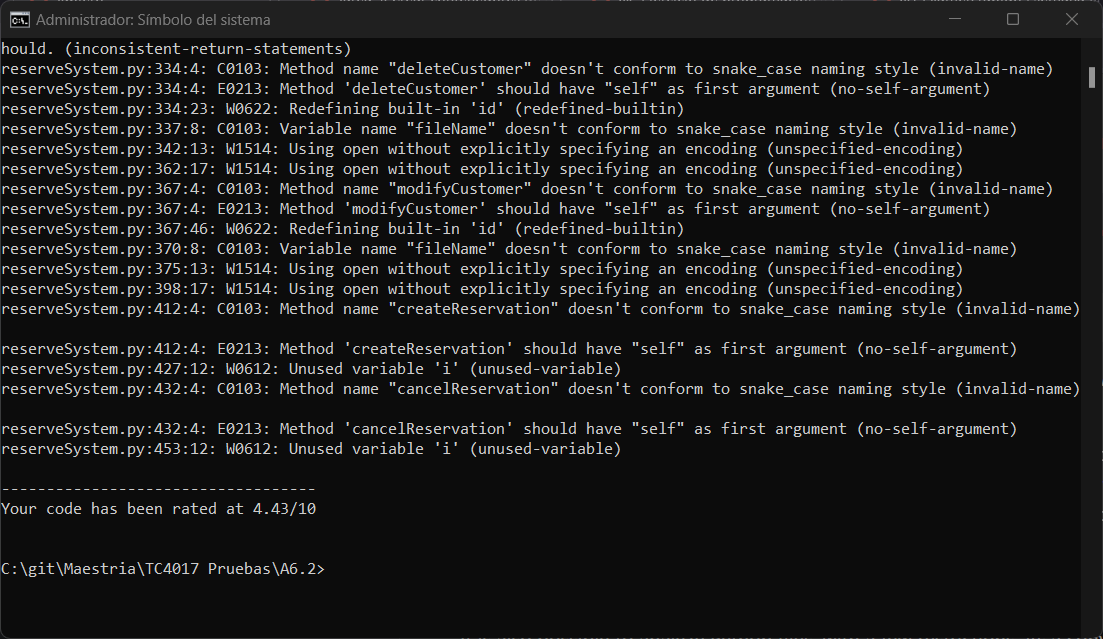 Administrador: Símbolo del sistema
hould. (inconsistent-return-statements)
reserveSystem.py:334:4: C0103: Method name "deleteCustomer" doesn't conform to snake_case naming style (invalid-name)
reserveSystem.py:334:4: E0213: Method 'deleteCustomer' should have "self" as first argument (no-self-argument)
reserveSystem.py:334:23: W0622: Redefining built-in 'id' (redefined-builtin)
reserveSystem.py:337:8: C0103: Variable name "fileName" doesn't conform to snake_case naming style (invalid-name)
reserveSystem.py:342:13: W1514: Using open without explicitly specifying an encoding (unspecified-encoding)
reserveSystem.py:362:17: W1514: Using open without explicitly specifying an encoding (unspecified-encoding)
reserveSystem.py:367:4: C0103: Method name "modifyCustomer" doesn't conform to snake_case naming style (invalid-name)
reserveSystem.py:367:4: E0213: Method 'modifyCustomer' should have "self" as first argument (no-self-argument)
reserveSystem.py:367:46: W0622: Redefining built-in 'id' (redefined-builtin)
reserveSystem.py:370:8: C0103: Variable name "fileName" doesn't conform to snake_case naming style (invalid-name)
reserveSystem.py:375:13: W1514: Using open without explicitly specifying an encoding (unspecified-encoding)
reserveSystem.py:398:17: W1514: Using open without explicitly specifying an encoding (unspecified-encoding)
reserveSystem.py:412:4: C0103: Method name "createReservation" doesn't conform to snake_case naming style (invalid-name)
reserveSystem.py:412:4: E0213: Method 'createReservation' should have "self" as first argument (no-self-argument)
reserveSystem.py:427:12: W0612: Unused variable 'i' (unused-variable)
reserveSystem.py:432:4: C0103: Method name "cancelReservation" doesn't conform to snake_case naming style (invalid-name)
reserveSystem.py:432:4: E0213: Method 'cancelReservation' should have "self" as first argument (no-self-argument)
reserveSystem.py:453:12: W0612: Unused variable 'i' (unused-variable)
-----------------------------------
Your code has been rated at 4.43/10
C:\git\Maestria\TC4017 Pruebas\A6.2>